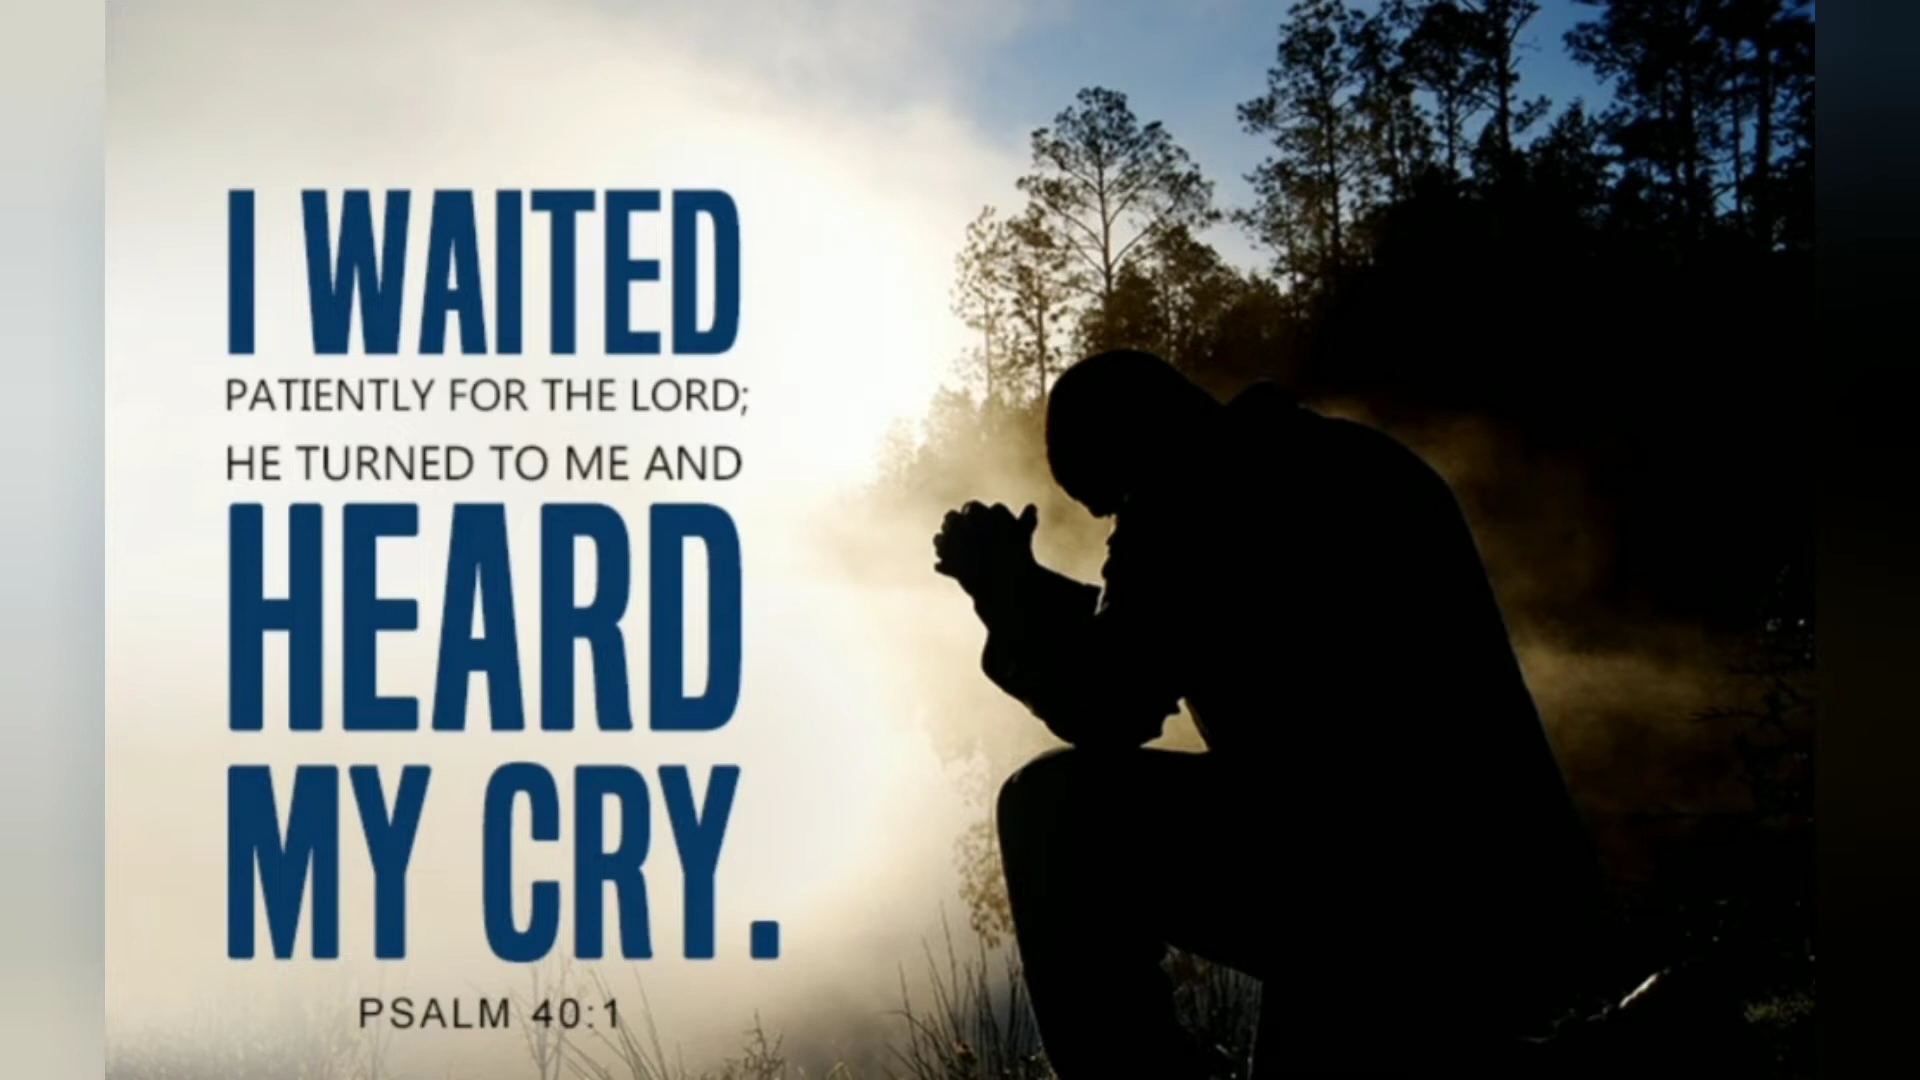 I WAITED
PATIENTLY FOR THE LORD;
HE TURNED TO ME AND
HEARD
MY CRY.
PSALM 40:1